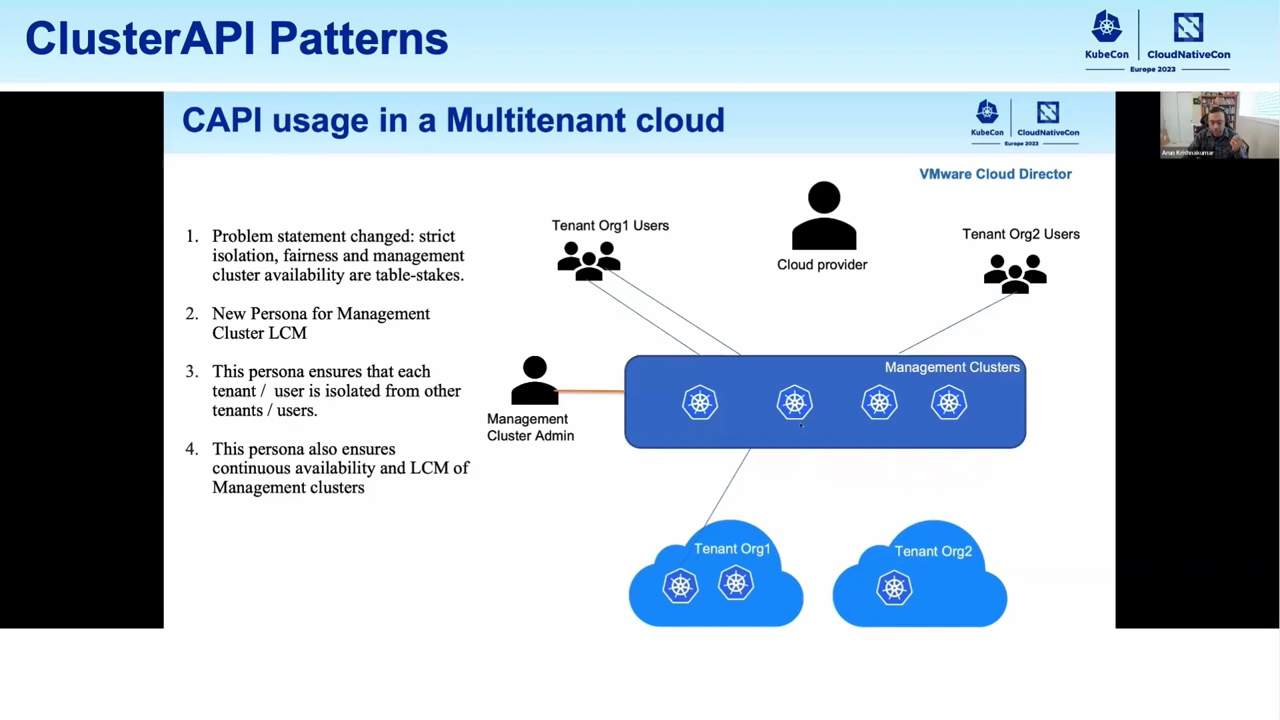 ClusterAPI Patterns
KubeCon
CloudNativeCon
Europe 2023
CAPI usage in a Multitenant cloud
KubeCon
CloudNativeCon
Europe 2023
Arun Krishnakumar
VMware Cloud Director
1. Problem statement changed: strict
isolation, fairness and management
cluster availability are table-stakes.
2. New Persona for Management
Cluster LCM
3. This persona ensures that each
tenant / user is isolated from other
tenants / users.
4. This persona also ensures
continuous availability and LCM of
Management clusters
Tenant Org1 Users
Cloud provider
Tenant Org2 Users
Management Clusters
Management
Cluster Admin
Tenant Org1
Tenant Org2